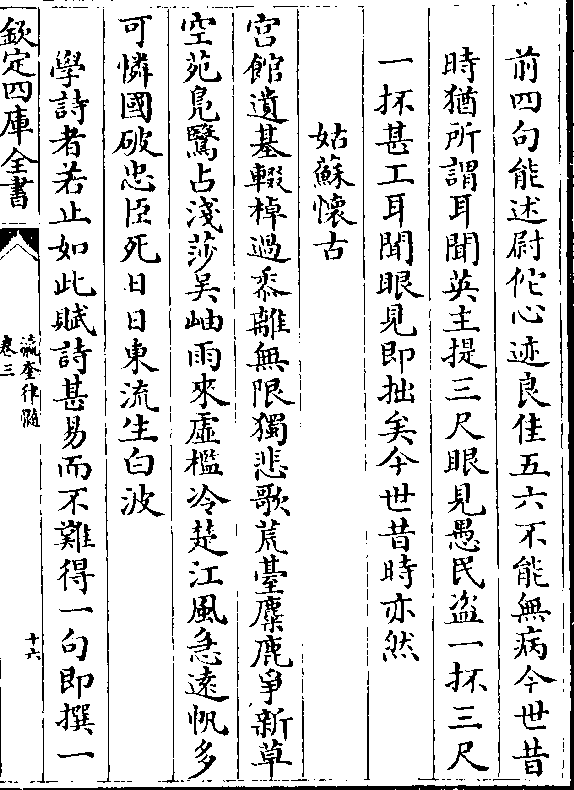 前四句能述尉佗心迹良佳五六不能無病今世昔
時猶所謂耳聞英主提三尺眼見愚民盗一抔三尺
一抔甚工耳聞眼見即拙矣今世昔時亦然
姑蘇懷古
宫館遺基輟棹過黍離無限獨悲歌荒臺麋鹿爭新草
空苑鳬鷖占淺莎吴岫雨來虚檻冷楚江風急遠帆多
可憐國破忠臣死日日東流生白波
學詩者若止如此賦詩甚易而不難得一句即撰一
欽定四庫全書
瀛奎律髓
卷三
十六